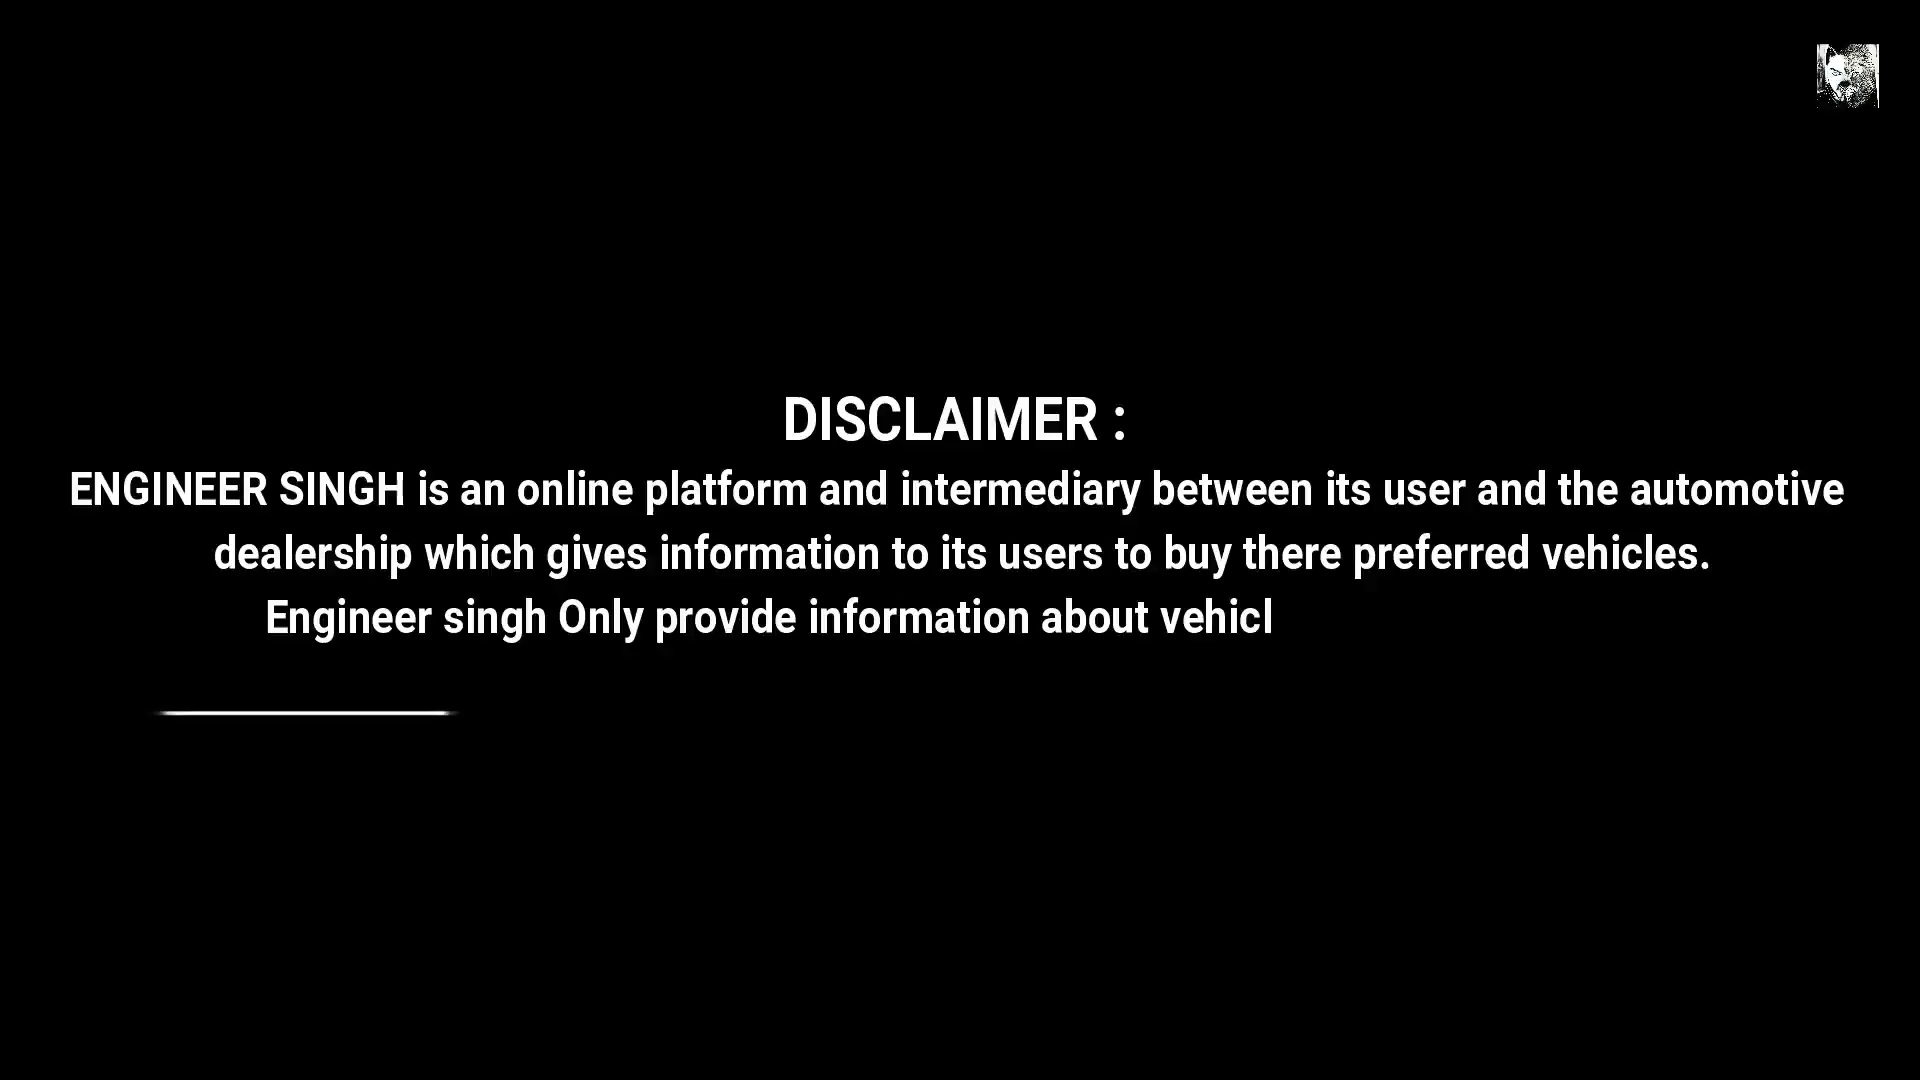 DISCLAIMER :
ENGINEER SINGH is an online platform and intermediary between its user and the automotive
dealership which gives information to its users to buy there preferred vehicles.
Engineer singh Only provide information about vehicl